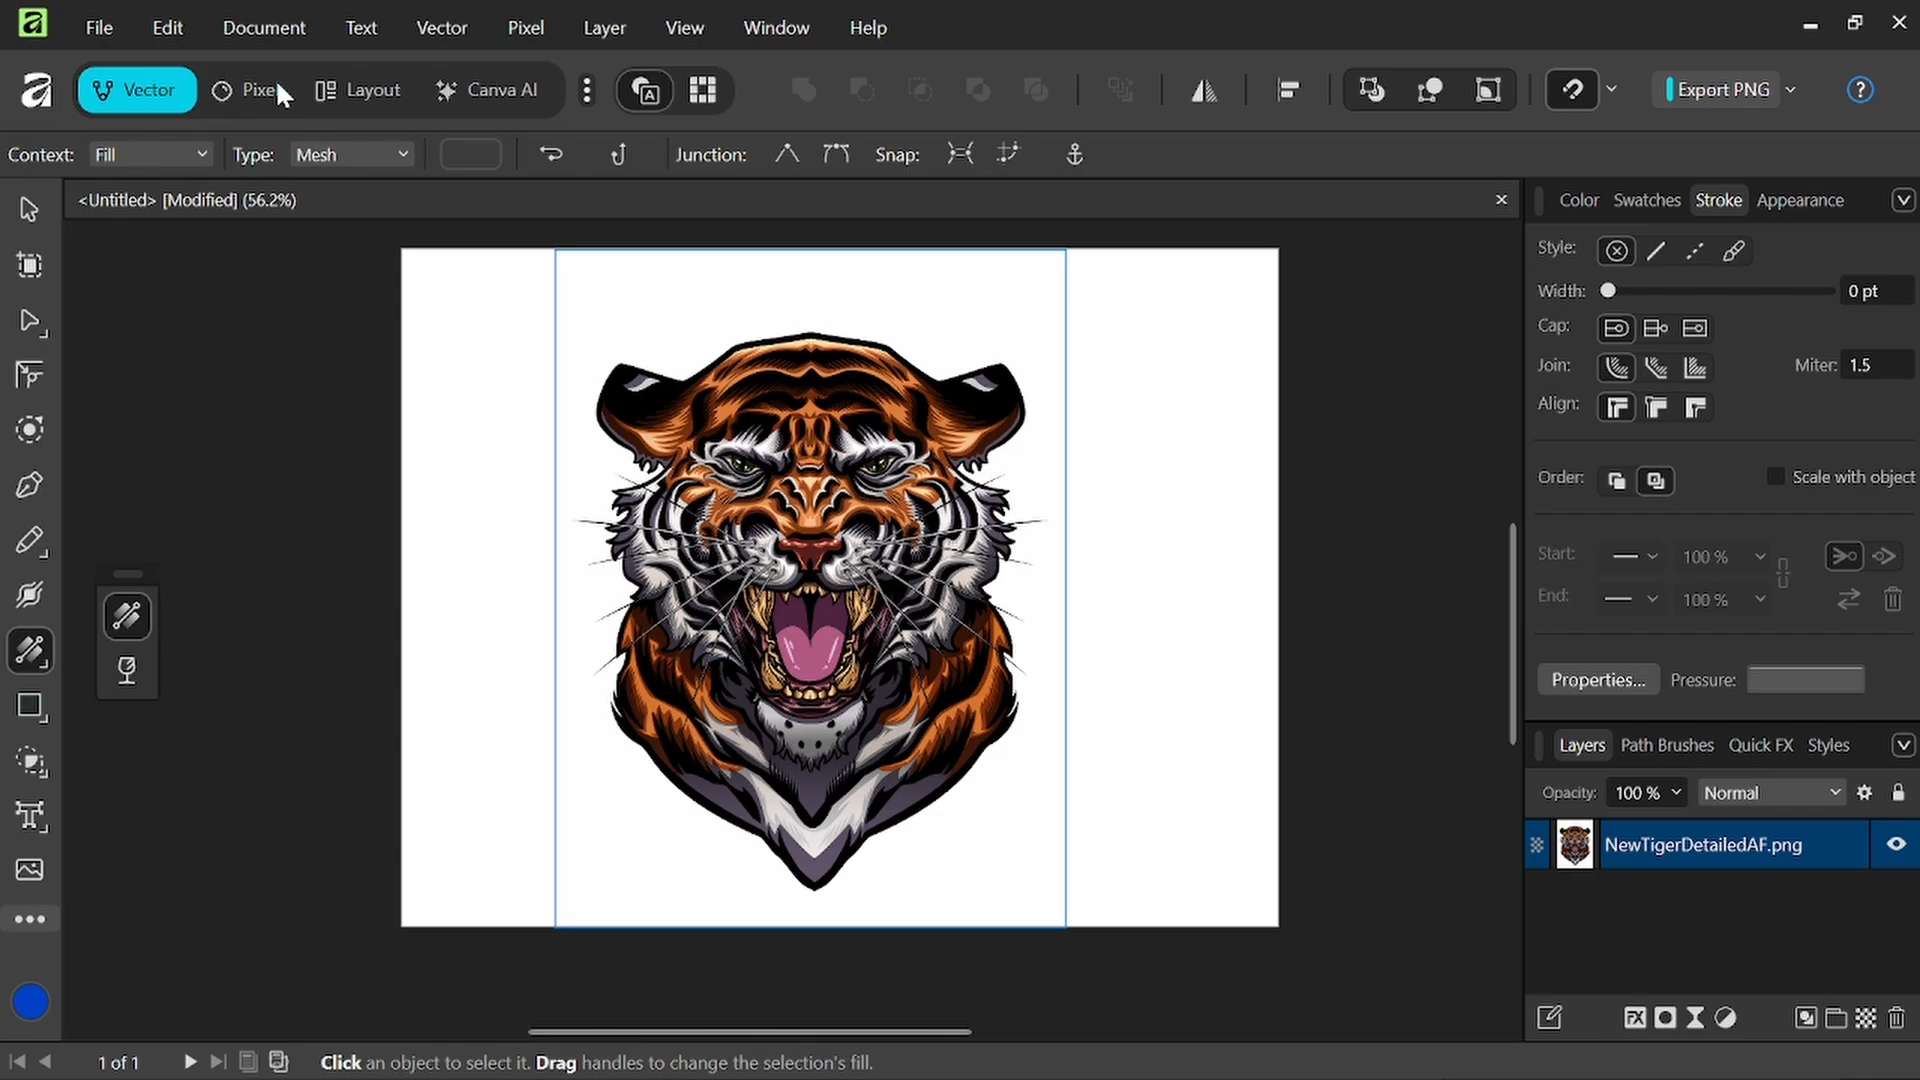 File Edit Document Text Vector Pixel Layer View Window Help
Vector Pixel Layout Canva AI Export PNG ?
Context: Fill Type: Mesh Junction: Snap:
<Untitled> [Modified] (56.2%)
Color Swatches Stroke Appearance
Style:
Width: 0 pt
Cap:
Join: Miter: 1.5
Align:
Order: Scale with object
Start: 100 %
End: 100 %
Properties... Pressure:
Layers Path Brushes Quick FX Styles
Opacity: 100 % Normal
NewTigerDetailedAF.png
FX
1 of 1 Click an object to select it. Drag handles to change the selection's fill.